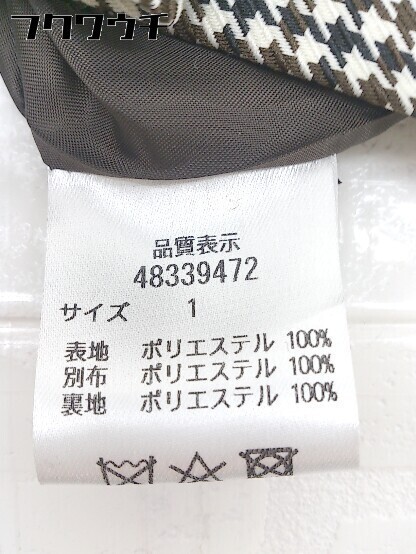 フクワウチ
品質表示
48339472
サイズ 1
表地 ポリエステル 100%
別布 ポリエステル 100%
裏地 ポリエステル 100%